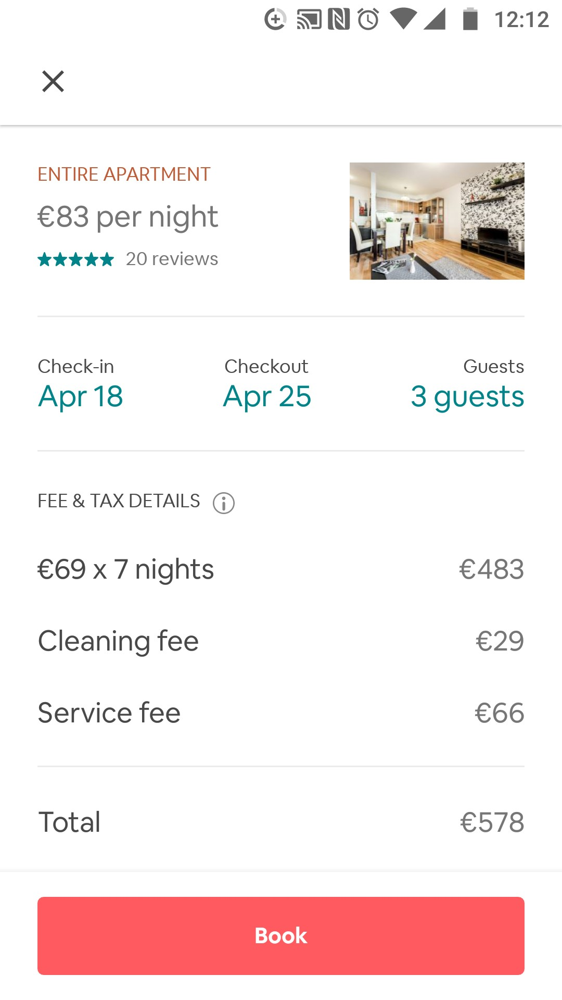 12:12
ENTIRE APARTMENT
€83 per night
20 reviews
Check-in Checkout Guests
Apr 18 Apr 25 3 guests
FEE & TAX DETAILS
€69 x 7 nights €483
Cleaning fee €29
Service fee €66
Total €578
Book